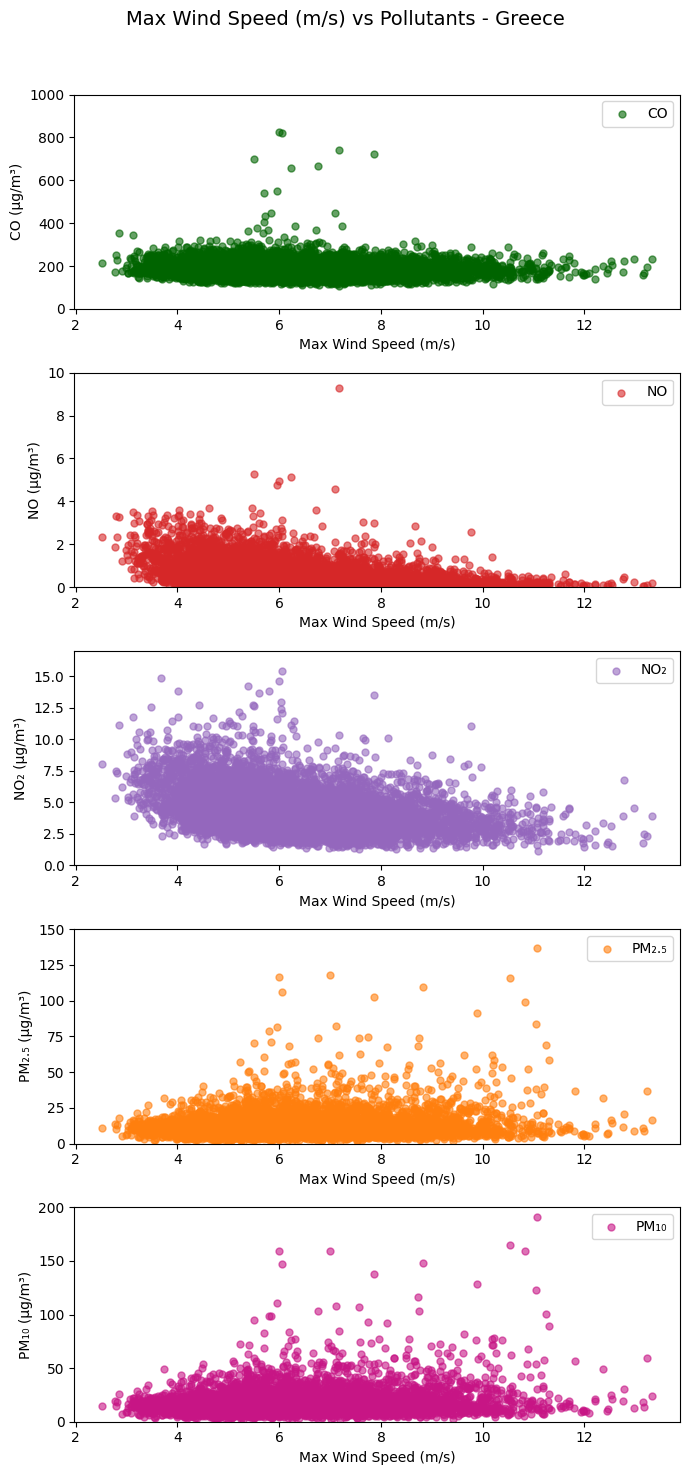 Max Wind Speed (m/s) vs Pollutants - Greece
1000
800
600
400
200
0
CO (µg/m³)
CO
2 4 6 8 10 12
Max Wind Speed (m/s)
10
8
6
4
2
0
NO (µg/m³)
NO
2 4 6 8 10 12
Max Wind Speed (m/s)
15.0
12.5
10.0
7.5
5.0
2.5
0.0
NO₂ (µg/m³)
NO₂
2 4 6 8 10 12
Max Wind Speed (m/s)
150
125
100
75
50
25
0
PM₂.₅ (µg/m³)
PM₂.₅
2 4 6 8 10 12
Max Wind Speed (m/s)
200
150
100
50
0
PM₁₀ (µg/m³)
PM₁₀
2 4 6 8 10 12
Max Wind Speed (m/s)